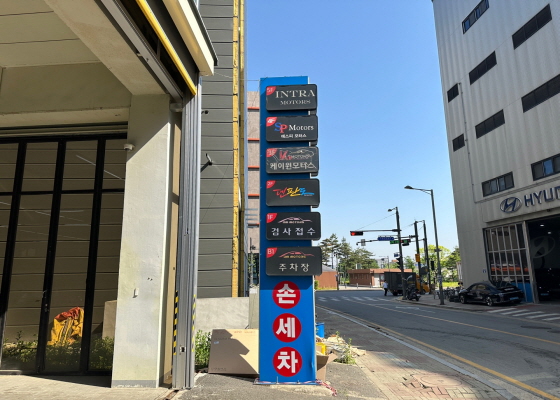 INTRA
MOTORS
SP Motors
에스피 모터스
케이원모터스
검사접수
주차장
손
세
차
HYUN